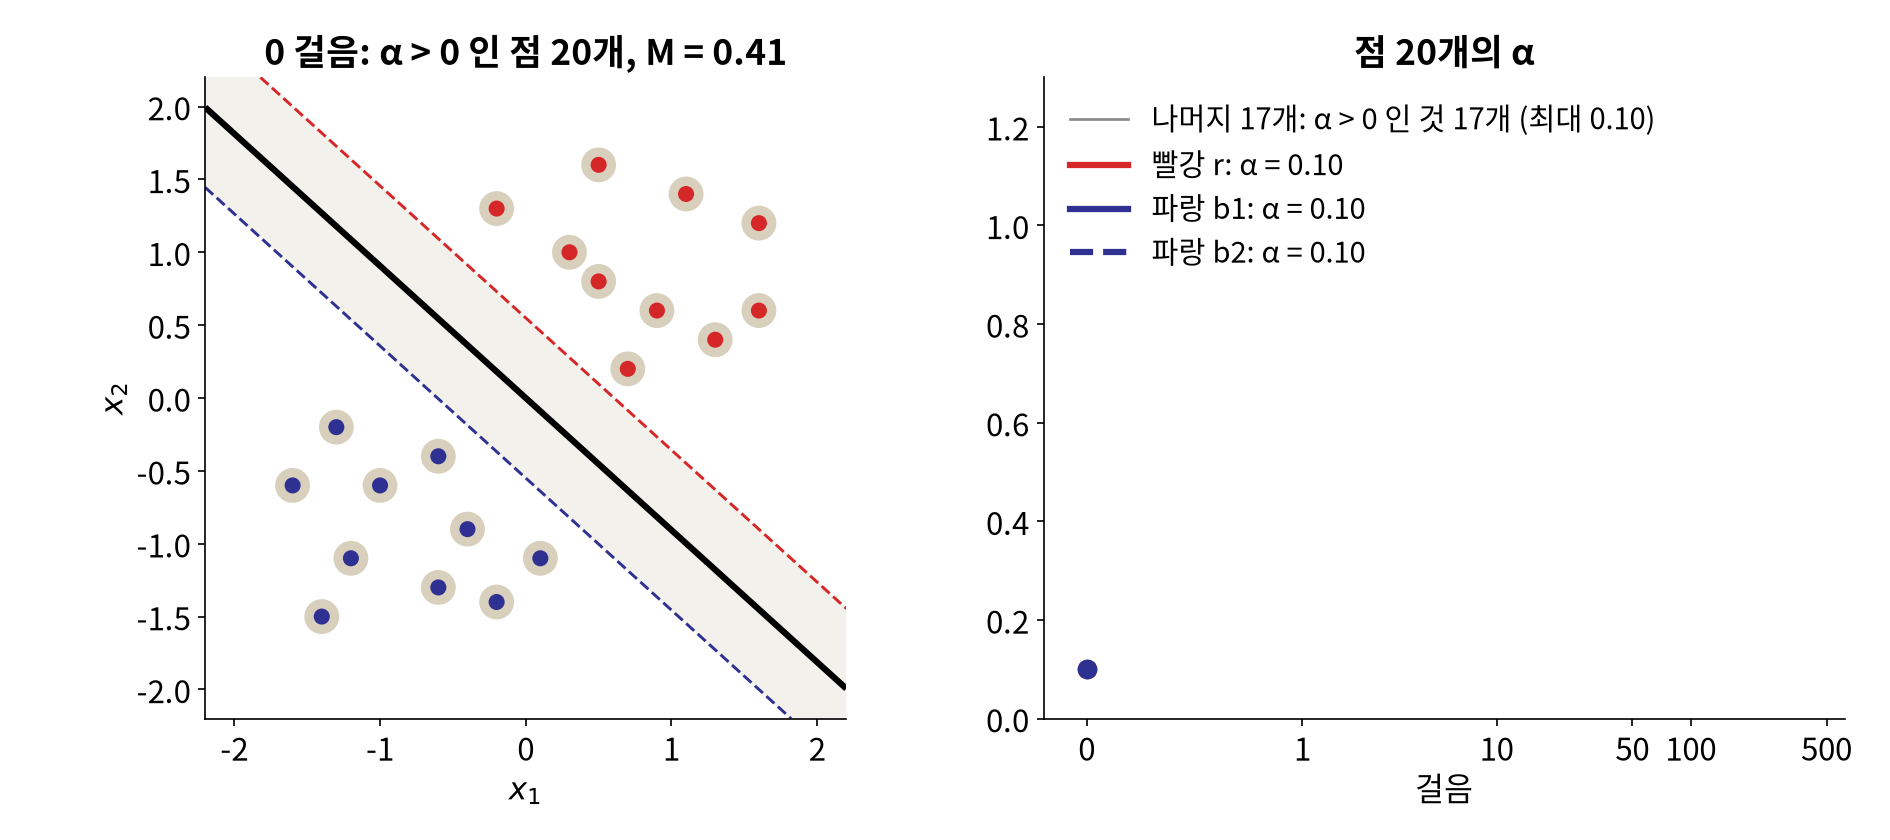 0 걸음: α > 0 인 점 20개, M = 0.41
2.0
1.5
1.0
0.5
0.0
-0.5
-1.0
-1.5
-2.0
x₂
-2 -1 0 1 2
x₁
점 20개의 α
나머지 17개: α > 0 인 것 17개 (최대 0.10)
빨강 r: α = 0.10
파랑 b1: α = 0.10
파랑 b2: α = 0.10
1.2
1.0
0.8
0.6
0.4
0.2
0.0
0 1 10 50 100 500
걸음